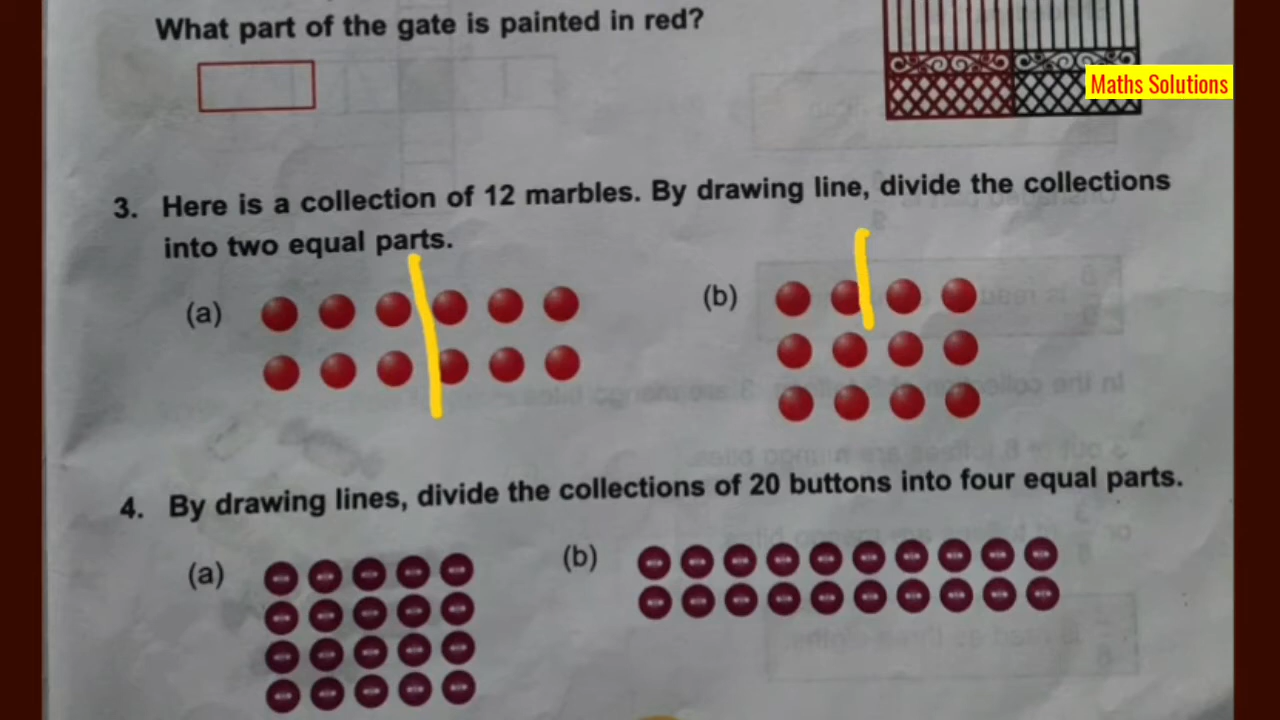 What part of the gate is painted in red?
Maths Solutions
3. Here is a collection of 12 marbles. By drawing line, divide the collections
into two equal parts.
(a) (b)
4. By drawing lines, divide the collections of 20 buttons into four equal parts.
(a) (b)